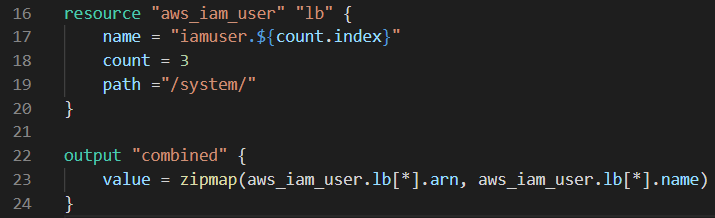 16 resource "aws_iam_user" "lb" {
17     name = "iamuser.${count.index}"
18     count = 3
19     path ="/system/"
20 }
21
22 output "combined" {
23     value = zipmap(aws_iam_user.lb[*].arn, aws_iam_user.lb[*].name)
24 }